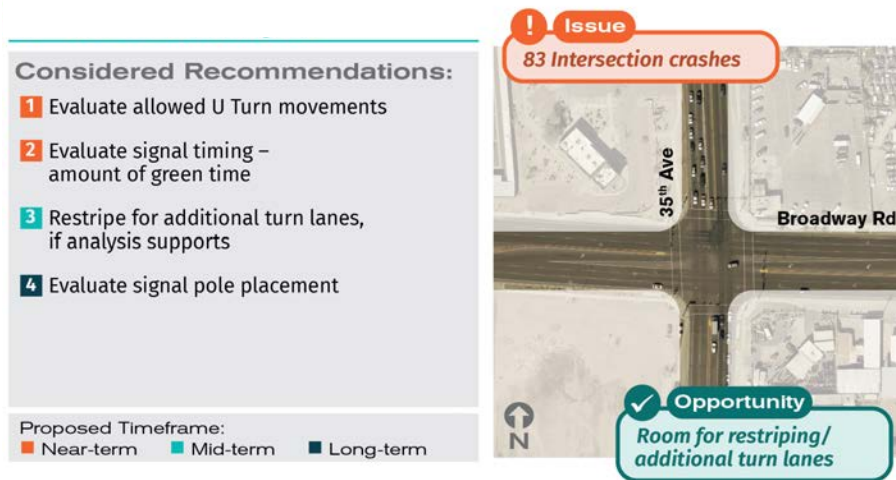 Considered Recommendations:
1 Evaluate allowed U Turn movements
2 Evaluate signal timing –
amount of green time
3 Restripe for additional turn lanes,
if analysis supports
4 Evaluate signal pole placement
Proposed Timeframe:
Near-term Mid-term Long-term
! Issue
83 Intersection crashes
35th Ave
Broadway Rd
N
Opportunity
Room for restriping/
additional turn lanes